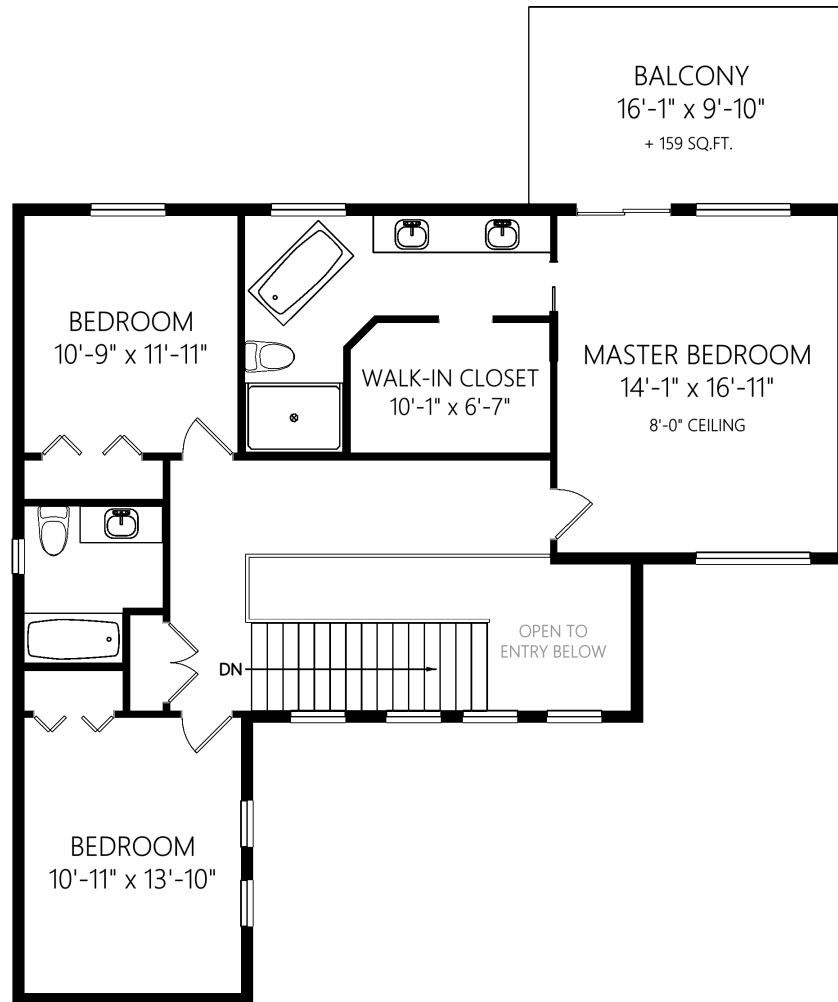 BALCONY
16'-1" x 9'-10"
+ 159 SQ.FT.
BEDROOM
10'-9" x 11'-11"
WALK-IN CLOSET
10'-1" x 6'-7"
MASTER BEDROOM
14'-1" x 16'-11"
8'-0" CEILING
OPEN TO
ENTRY BELOW
DN
BEDROOM
10'-11" x 13'-10"